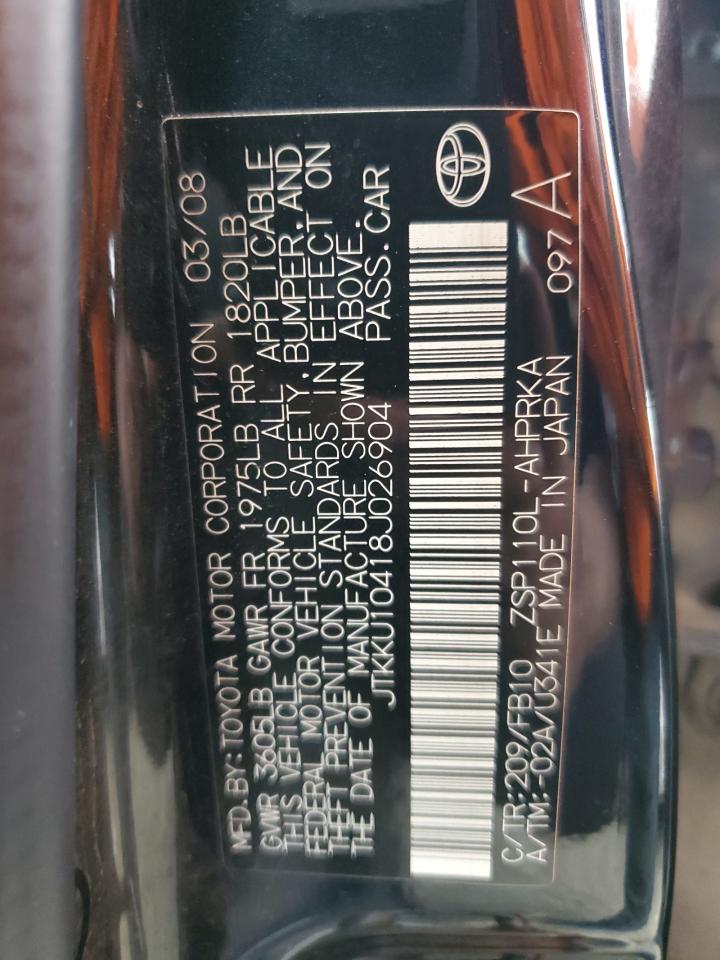 MFD.BY:TOYOTA MOTOR CORPORATION 03/08
GVWR 3605LB GAWR FR 1975LB RR 1820LB
THIS VEHICLE CONFORMS TO ALL APPLICABLE
FEDERAL MOTOR VEHICLE SAFETY,BUMPER,AND
THEFT PREVENTION STANDARDS IN EFFECT ON
THE DATE OF MANUFACTURE SHOWN ABOVE.
JTKKU10418J026904 PASS.CAR
C/TR:209/FB10 ZSP110L-AHPRKA 097 A
A/TM:-02A/U341E MADE IN JAPAN